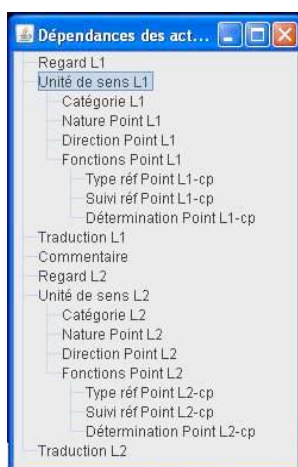 Dépendances des act...
Regard L1
Unité de sens L1
Catégorie L1
Nature Point L1
Direction Point L1
Fonctions Point L1
Type réf Point L1-cp
Suivi réf Point L1-cp
Détermination Point L1-cp
Traduction L1
Commentaire
Regard L2
Unité de sens L2
Catégorie L2
Nature Point L2
Direction Point L2
Fonctions Point L2
Type réf Point L2-cp
Suivi réf Point L2-cp
Détermination Point L2-cp
Traduction L2